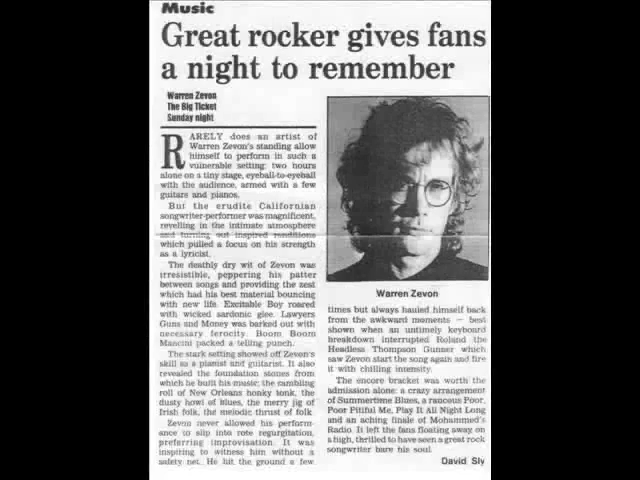 Music
Great rocker gives fans
a night to remember
Warren Zevon
The Big Ticket
Sunday night
RARELY does an artist of
Warren Zevon's standing allow
himself to perform in such a
vulnerable setting: two hours
alone on a tiny stage, eyeball-to-eyeball
with the audience, armed with a few
guitars and pianos.
But the erudite Californian
songwriter-performer was magnificent,
revelling in the intimate atmosphere
and turning out inspired renditions
which pulled a focus on his strength
as a lyricist.
The deathly dry wit of Zevon was
irresistible, peppering his patter
between songs and providing the zest
which had his best material bouncing
with new life. Excitable Boy roared
with wicked sardonic glee. Lawyers
Guns and Money was barked out with
necessary ferocity. Boom Boom
Mancini packed a telling punch.
The stark setting showed off Zevon's
skill as a pianist and guitarist. It also
revealed the foundation stones from
which he built his music; the rambling
roll of New Orleans honky tonk, the
dusty howl of blues, the merry jig of
Irish folk, the melodic thrust of folk.
Zevon never allowed his perform-
ance to slip into rote regurgitation,
preferring improvisation. It was
inspiring to witness him without a
safety net. He hit the ground a few
Warren Zevon
times but always hauled himself back
from the awkward moments — best
shown when an untimely keyboard
breakdown interrupted Roland the
Headless Thompson Gunner which
saw Zevon start the song again and fire
it with chilling intensity.
The encore bracket was worth the
admission alone: a crazy arrangement
of Summertime Blues, a raucous Poor,
Poor Pitiful Me, Play It All Night Long
and an aching finale of Mohammed's
Radio. It left the fans floating away on
a high, thrilled to have seen a great rock
songwriter bare his soul.
David Sly